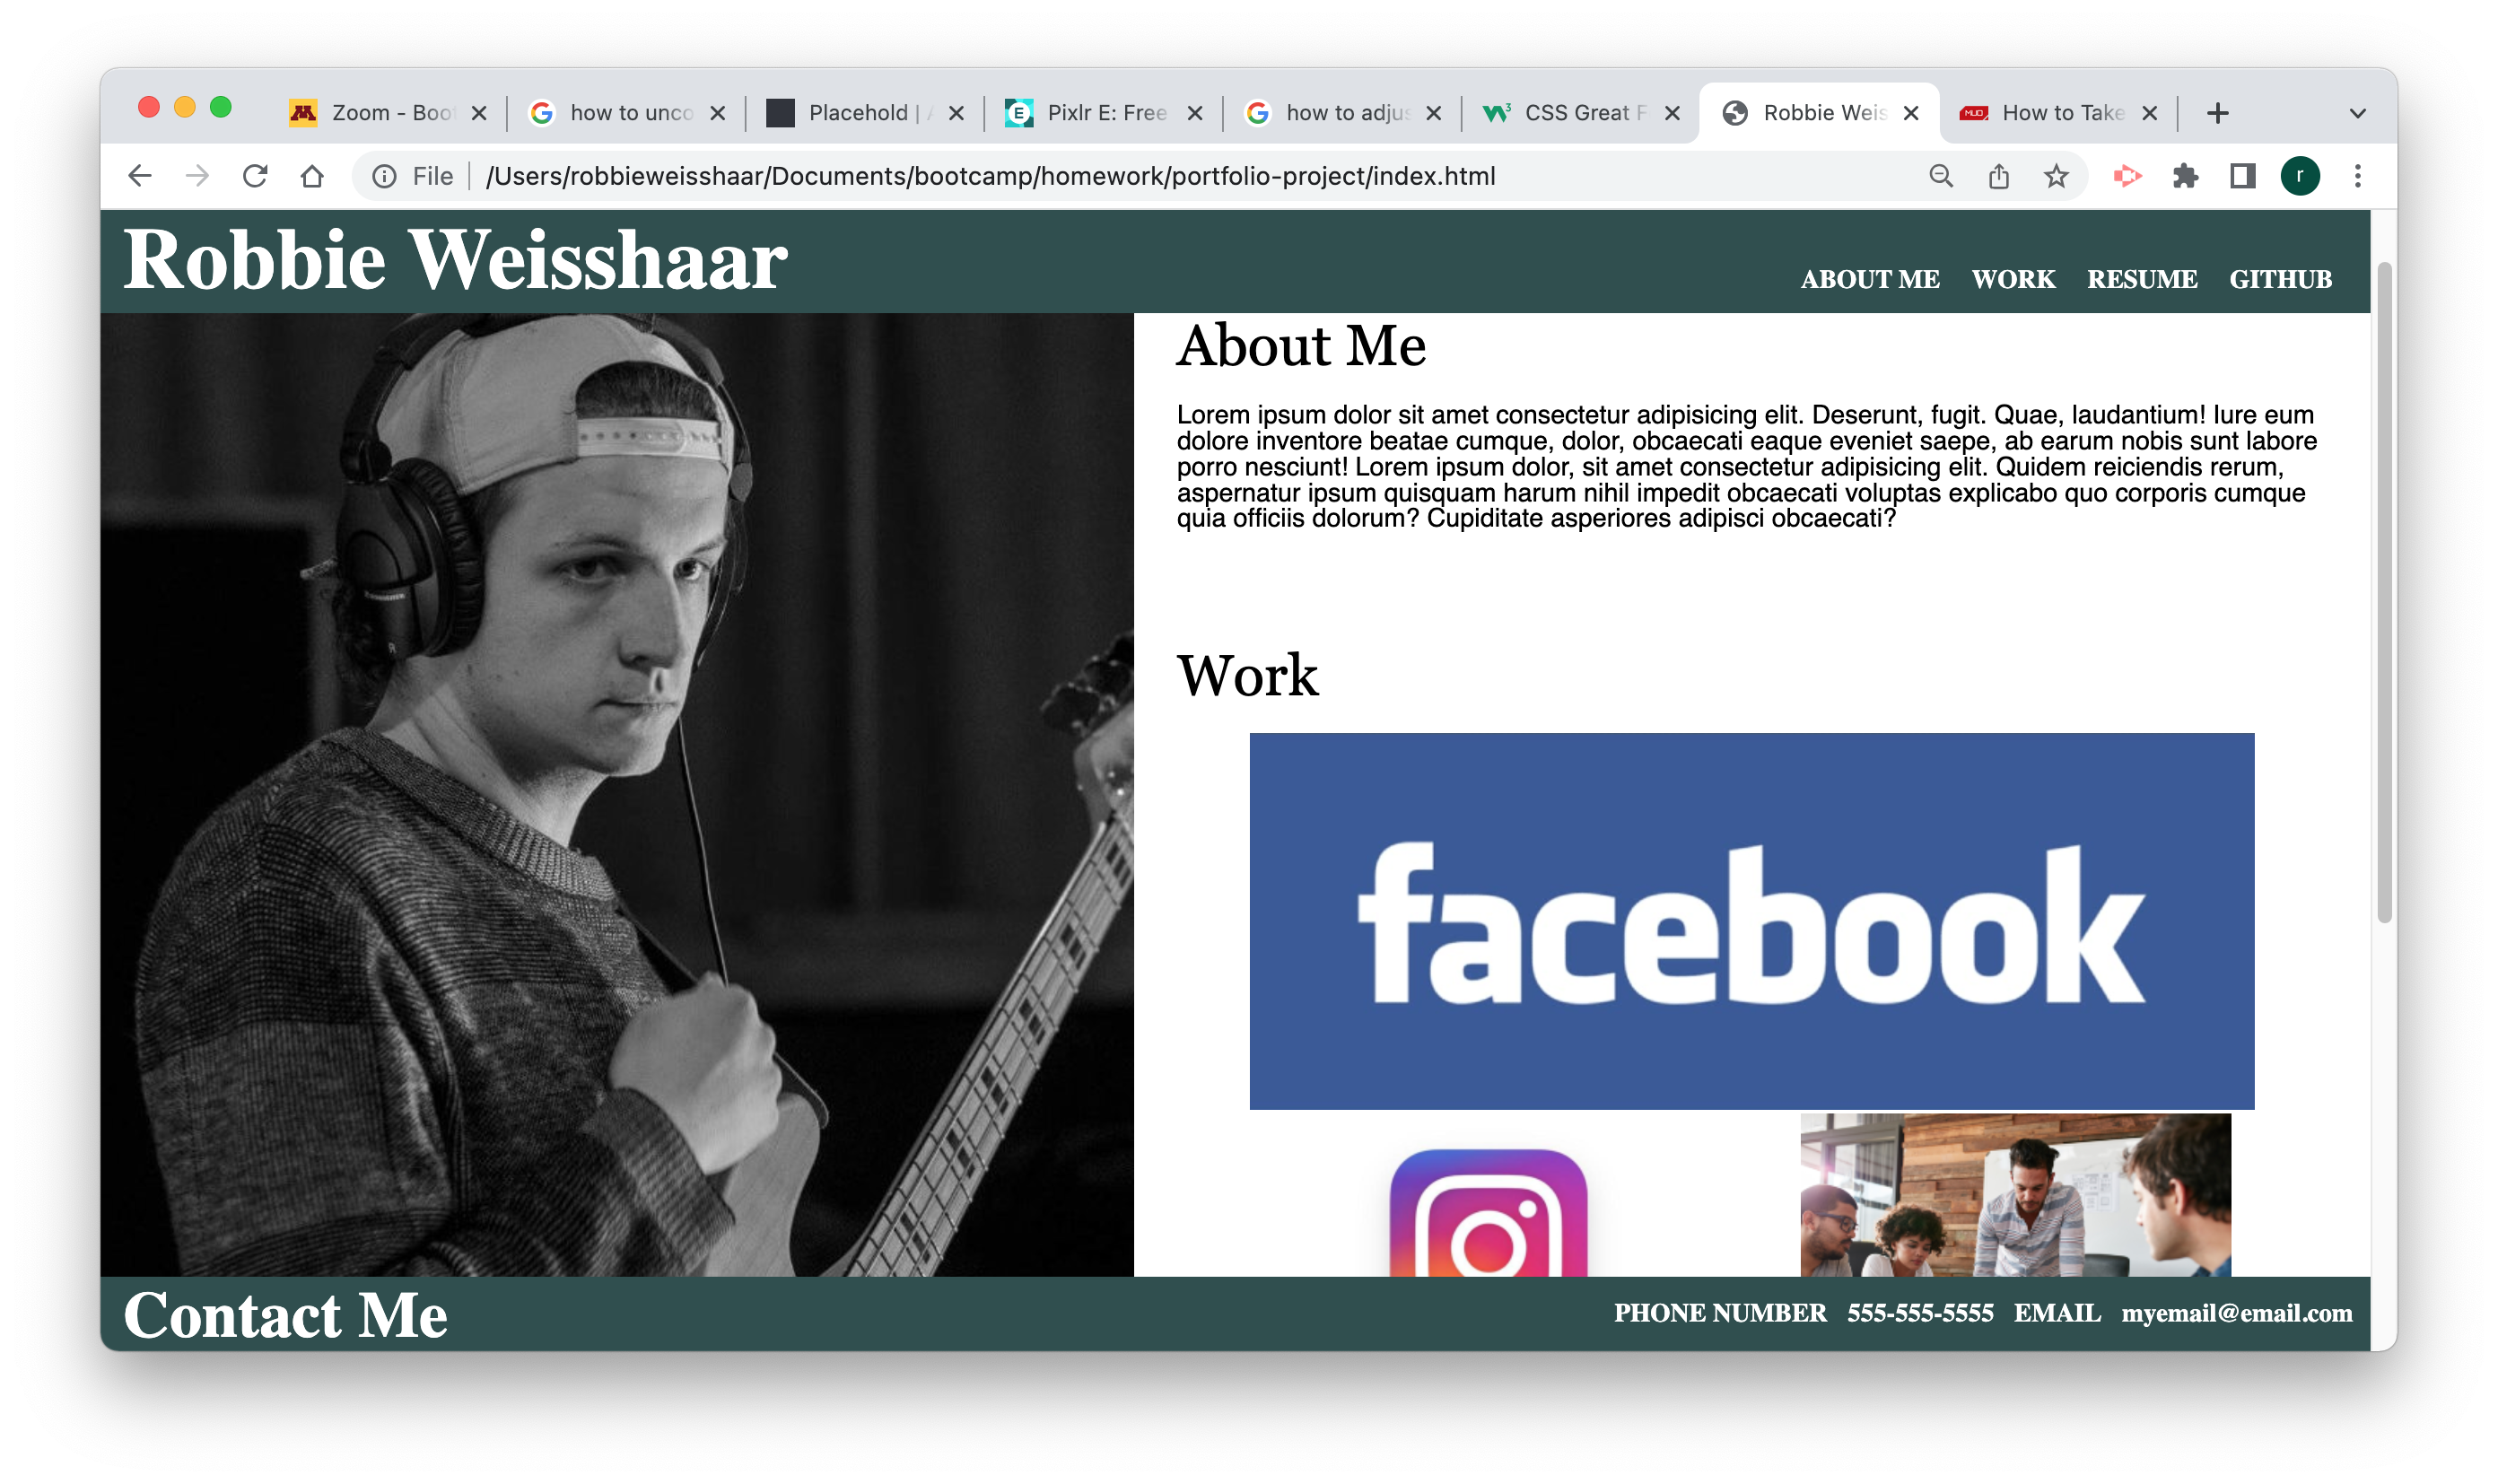 Zoom - Boo
how to unco
Placehold |
Pixlr E: Free
how to adjus
CSS Great F
Robbie Weis
How to Take
File
/Users/robbieweisshaar/Documents/bootcamp/homework/portfolio-project/index.html
r
Robbie Weisshaar
ABOUT ME WORK RESUME GITHUB
About Me
Lorem ipsum dolor sit amet consectetur adipisicing elit. Deserunt, fugit. Quae, laudantium! Iure eum
dolore inventore beatae cumque, dolor, obcaecati eaque eveniet saepe, ab earum nobis sunt labore
porro nesciunt! Lorem ipsum dolor, sit amet consectetur adipisicing elit. Quidem reiciendis rerum,
aspernatur ipsum quisquam harum nihil impedit obcaecati voluptas explicabo quo corporis cumque
quia officiis dolorum? Cupiditate asperiores adipisci obcaecati?
Work
facebook
Contact Me
PHONE NUMBER 555-555-5555 EMAIL myemail@email.com